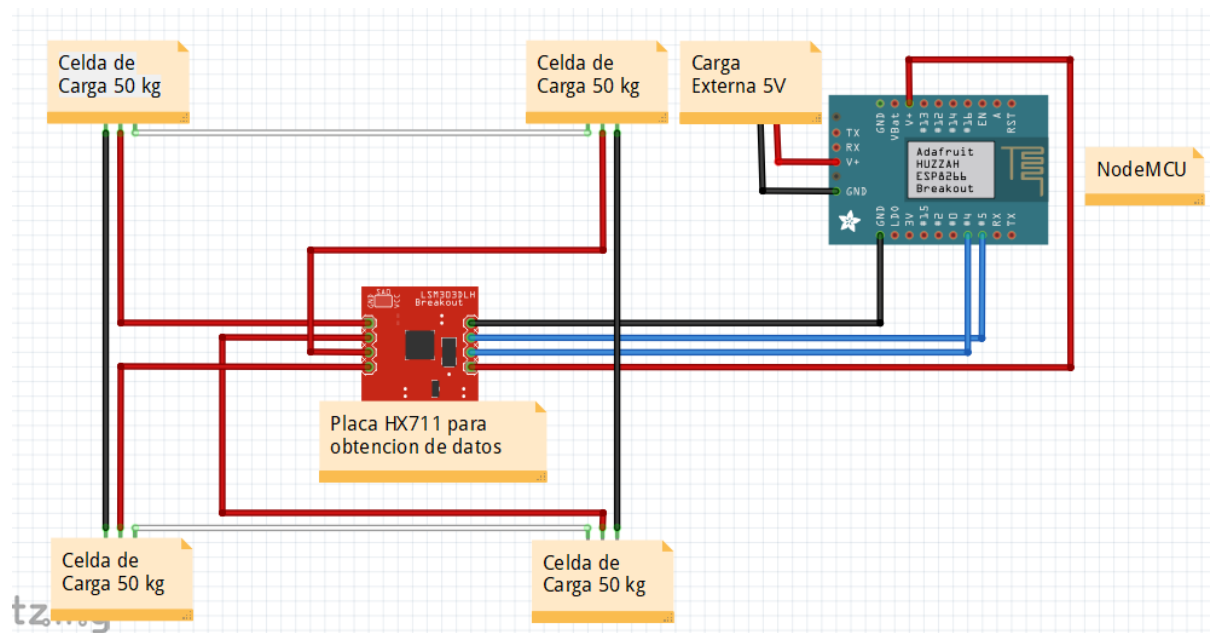 Celda de
Carga 50 kg
Celda de
Carga 50 kg
Carga
Externa 5V
GND
VBat
V+
#13
#12
#14
#16
EN
A
RST
TX
RX
V+
GND
Adafruit
HUZZAH
ESP8266
Breakout
NodeMCU
GND
LDO
3V
#15
#2
#0
#4
#5
RX
TX
SA0
GND
VCC
LSM303DLH
Breakout
Placa HX711 para
obtencion de datos
Celda de
Carga 50 kg
Celda de
Carga 50 kg